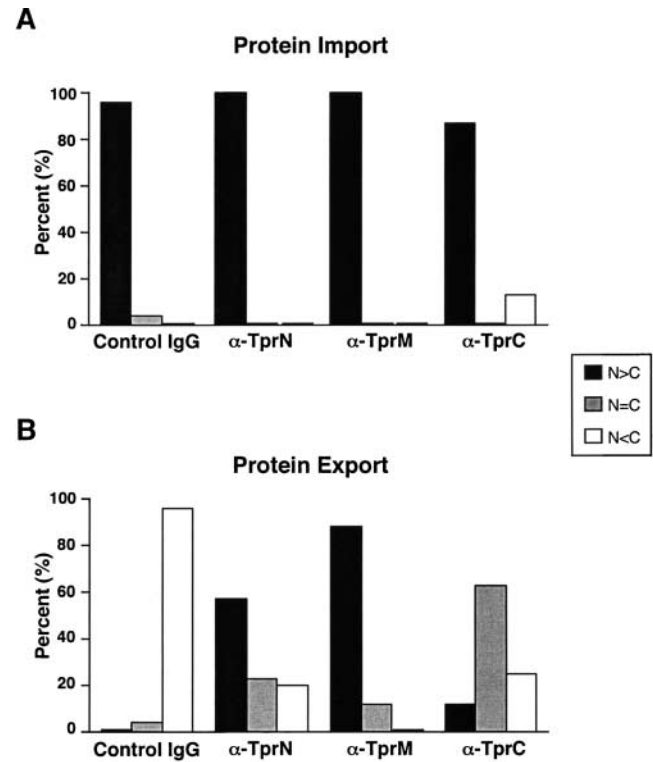 A
Protein Import
Percent (%)
100
80
60
40
20
0
Control IgG α-TprN α-TprM α-TprC
N>C
N=C
N<C
B
Protein Export
Percent (%)
100
80
60
40
20
0
Control IgG α-TprN α-TprM α-TprC